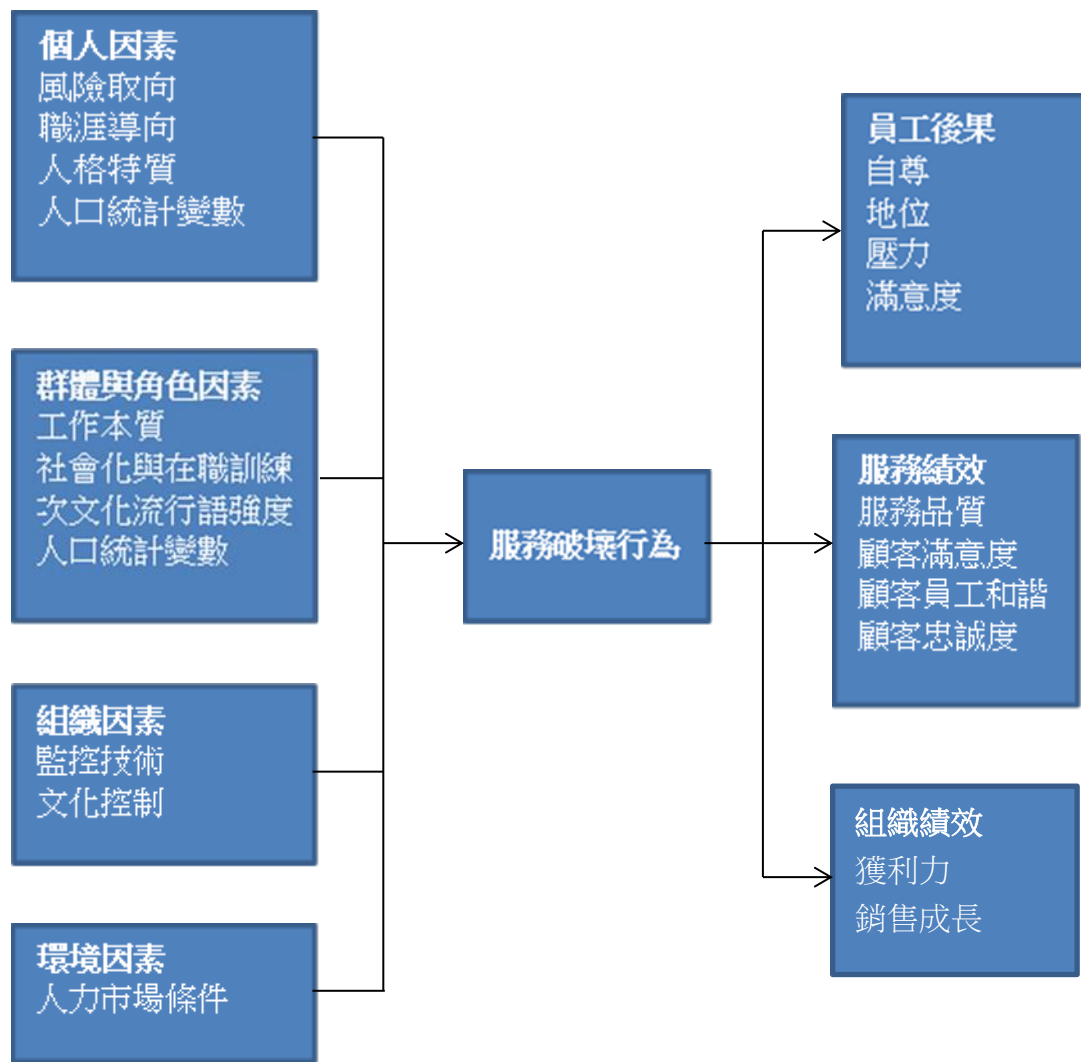 個人因素
風險取向
職涯導向
人格特質
人口統計變數
群體與角色因素
工作本質
社會化與在職訓練
次文化流行語強度
人口統計變數
組織因素
監控技術
文化控制
環境因素
人力市場條件
服務破壞行為
員工後果
自尊
地位
壓力
滿意度
服務績效
服務品質
顧客滿意度
顧客員工和諧
顧客忠誠度
組織績效
獲利力
銷售成長